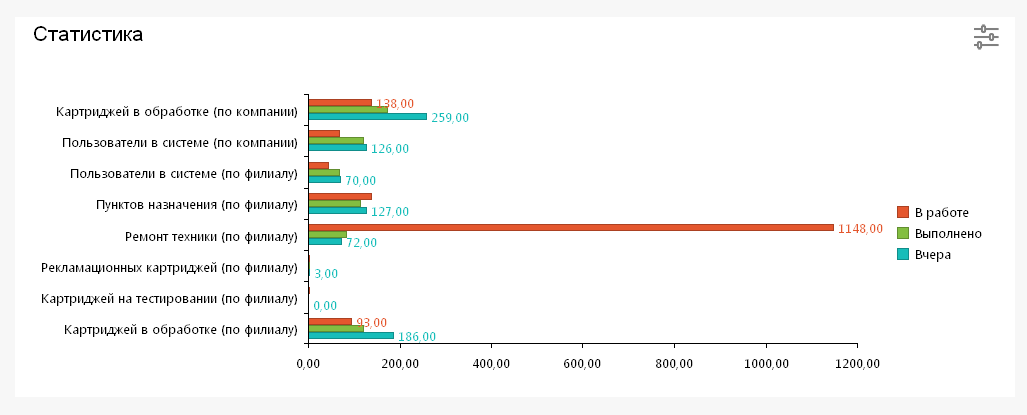 Статистика
Картриджей в обработке (по компании)
138,00
259,00
Пользователи в системе (по компании)
126,00
Пользователи в системе (по филиалу)
70,00
Пунктов назначения (по филиалу)
127,00
Ремонт техники (по филиалу)
1148,00
72,00
Рекламационных картриджей (по филиалу)
3,00
Картриджей на тестировании (по филиалу)
0,00
Картриджей в обработке (по филиалу)
93,00
186,00
0,00 200,00 400,00 600,00 800,00 1000,00 1200,00
В работе
Выполнено
Вчера